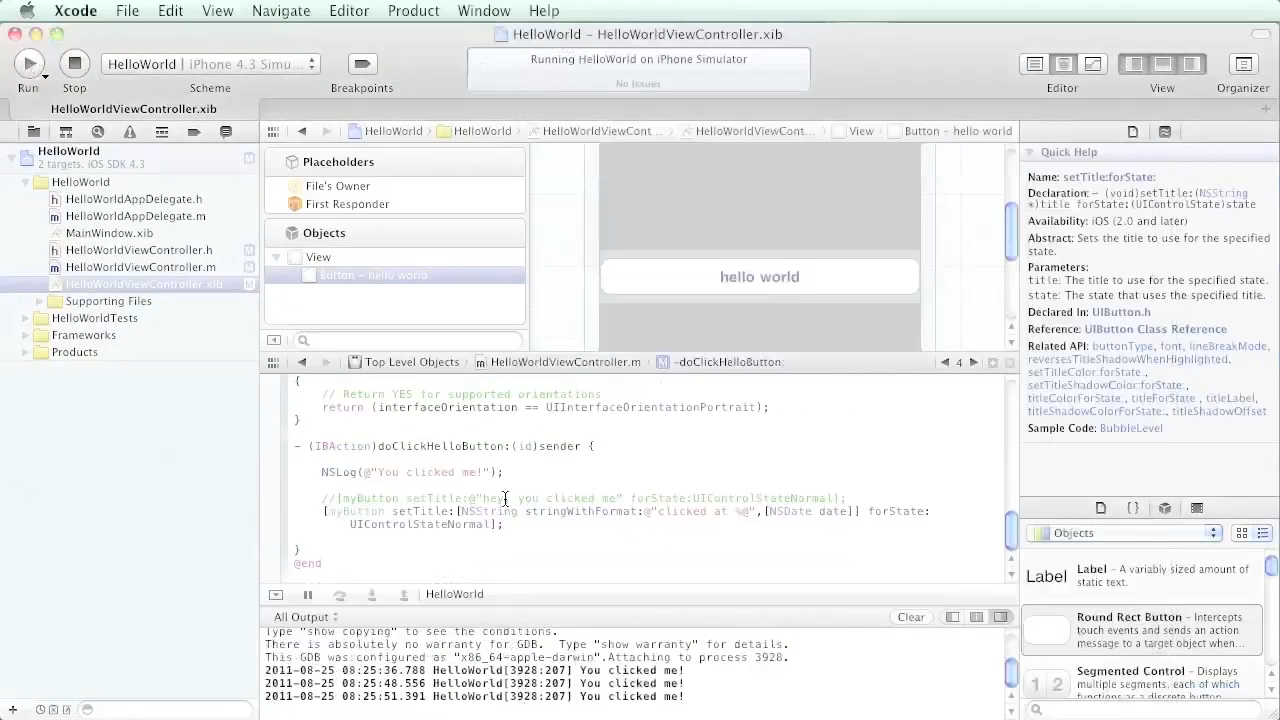 Xcode File Edit View Navigate Editor Product Window Help
HelloWorld – HelloWorldViewController.xib
HelloWorld | iPhone 4.3 Simu...
Running HelloWorld on iPhone Simulator
No Issues
Run Stop Scheme Breakpoints Editor View Organizer
HelloWorldViewController.xib
HelloWorld
2 targets, iOS SDK 4.3
HelloWorld
HelloWorldAppDelegate.h
HelloWorldAppDelegate.m
MainWindow.xib
HelloWorldViewController.h
HelloWorldViewController.m
HelloWorldViewController.xib
Supporting Files
HelloWorldTests
Frameworks
Products
HelloWorld HelloWorld HelloWorldViewCont... HelloWorldViewCont... View Button – hello world
Placeholders
File's Owner
First Responder
Objects
View
Button – hello world
hello world
Top Level Objects HelloWorldViewController.m -doClickHelloButton: 4
{
// Return YES for supported orientations
return (interfaceOrientation == UIInterfaceOrientationPortrait);
}
- (IBAction)doClickHelloButton:(id)sender {
NSLog(@"You clicked me!");
//[myButton setTitle:@"hey, you clicked me" forState:UIControlStateNormal];
[myButton setTitle:[NSString stringWithFormat:@"clicked at %@",[NSDate date]] forState:
UIControlStateNormal];
}
@end
HelloWorld
All Output
Clear
Type "show copying" to see the conditions.
There is absolutely no warranty for GDB. Type "show warranty" for details.
This GDB was configured as "x86_64-apple-darwin".Attaching to process 3928.
2011-08-25 08:25:36.788 HelloWorld[3928:207] You clicked me!
2011-08-25 08:25:48.556 HelloWorld[3928:207] You clicked me!
2011-08-25 08:25:51.391 HelloWorld[3928:207] You clicked me!
Quick Help
Name: setTitle:forState:
Declaration: – (void)setTitle:(NSString
*)title forState:(UIControlState)state
Availability: iOS (2.0 and later)
Abstract: Sets the title to use for the specified
state.
Parameters:
title: The title to use for the specified state.
state: The state that uses the specified title.
Declared In: UIButton.h
Reference: UIButton Class Reference
Related API: buttonType, font, lineBreakMode,
reversesTitleShadowWhenHighlighted,
setTitleColor:forState:,
setTitleShadowColor:forState:,
titleColorForState:, titleForState:, titleLabel,
titleShadowColorForState:, titleShadowOffset
Sample Code: BubbleLevel
{ }
Objects
Label
Label – A variably sized amount of
static text.
Round Rect Button – Intercepts
touch events and sends an action
message to a target object when...
1 2
Segmented Control – Displays
multiple segments, each of which
functions as a discrete button.